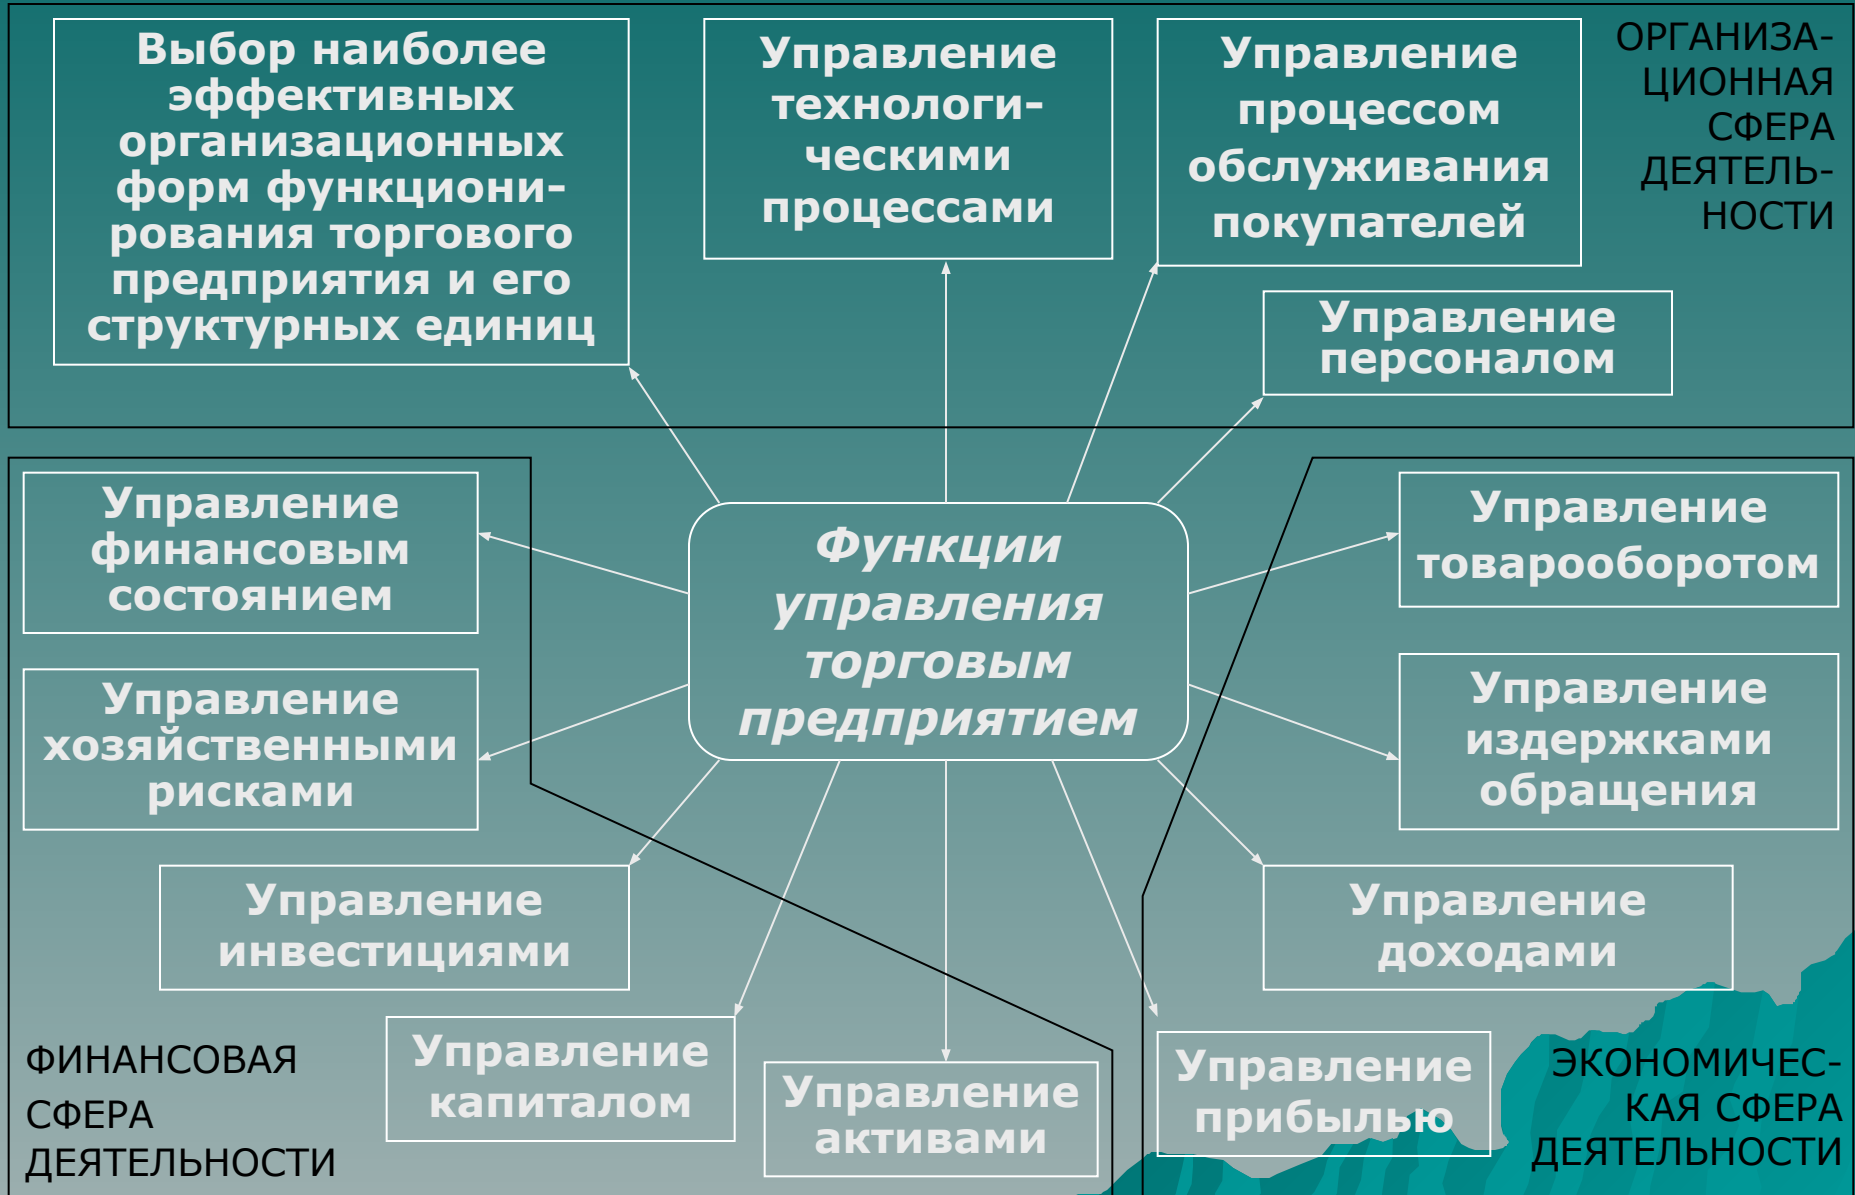 Выбор наиболее
эффективных
организационных
форм функциони-
рования торгового
предприятия и его
структурных единиц
Управление
технологи-
ческими
процессами
Управление
процессом
обслуживания
покупателей
ОРГАНИЗА-
ЦИОННАЯ
СФЕРА
ДЕЯТЕЛЬ-
НОСТИ
Управление
персоналом
Управление
финансовым
состоянием
Функции
управления
торговым
предприятием
Управление
товарооборотом
Управление
хозяйственными
рисками
Управление
издержками
обращения
Управление
инвестициями
Управление
доходами
ФИНАНСОВАЯ
СФЕРА
ДЕЯТЕЛЬНОСТИ
Управление
капиталом
Управление
активами
Управление
прибылью
ЭКОНОМИЧЕС-
КАЯ СФЕРА
ДЕЯТЕЛЬНОСТИ